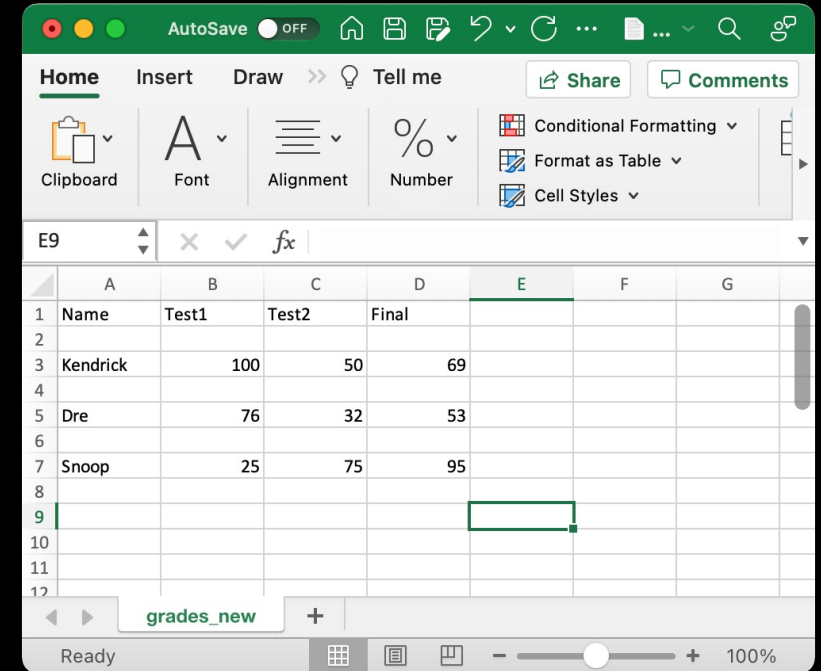 AutoSave OFF ... ...
Home Insert Draw >> Tell me Share Comments
Clipboard Font Alignment % Number Conditional Formatting
Format as Table
Cell Styles
E9 fx
A B C D E F G
1 Name Test1 Test2 Final
2
3 Kendrick 100 50 69
4
5 Dre 76 32 53
6
7 Snoop 25 75 95
8
9
10
11
12
grades_new +
Ready - + 100%